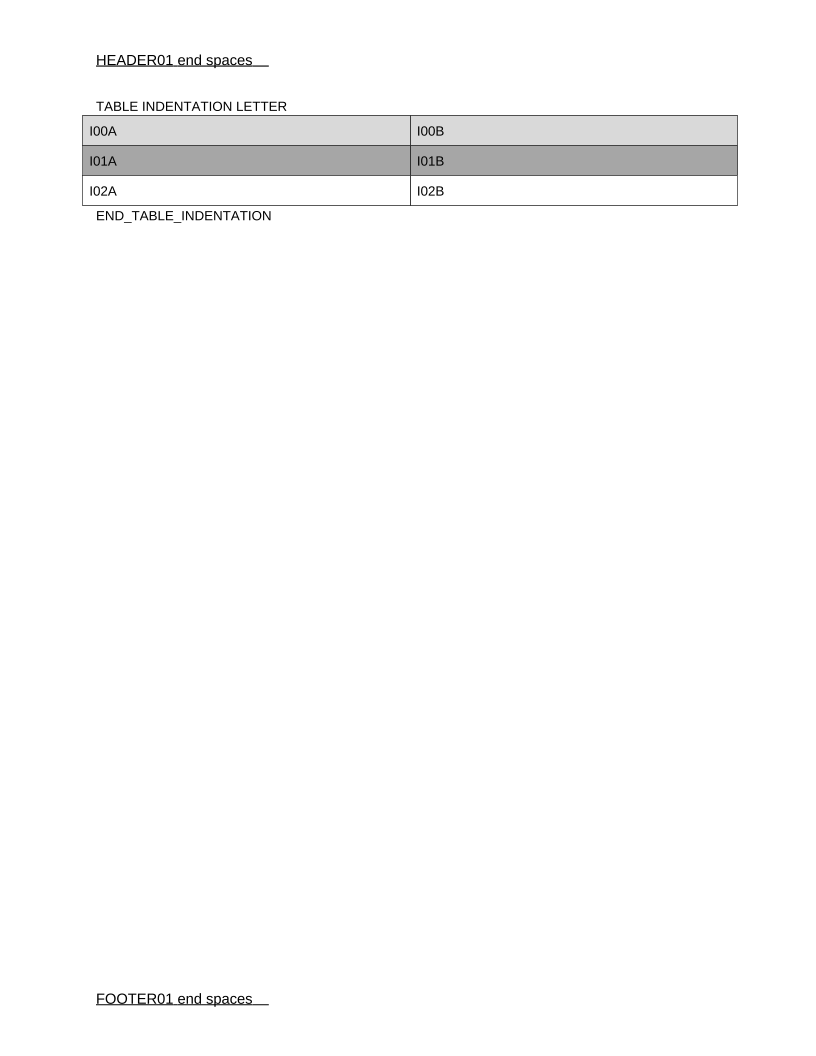 HEADER01 end spaces
TABLE INDENTATION LETTER
I00A I00B
I01A I01B
I02A I02B
END_TABLE_INDENTATION
FOOTER01 end spaces